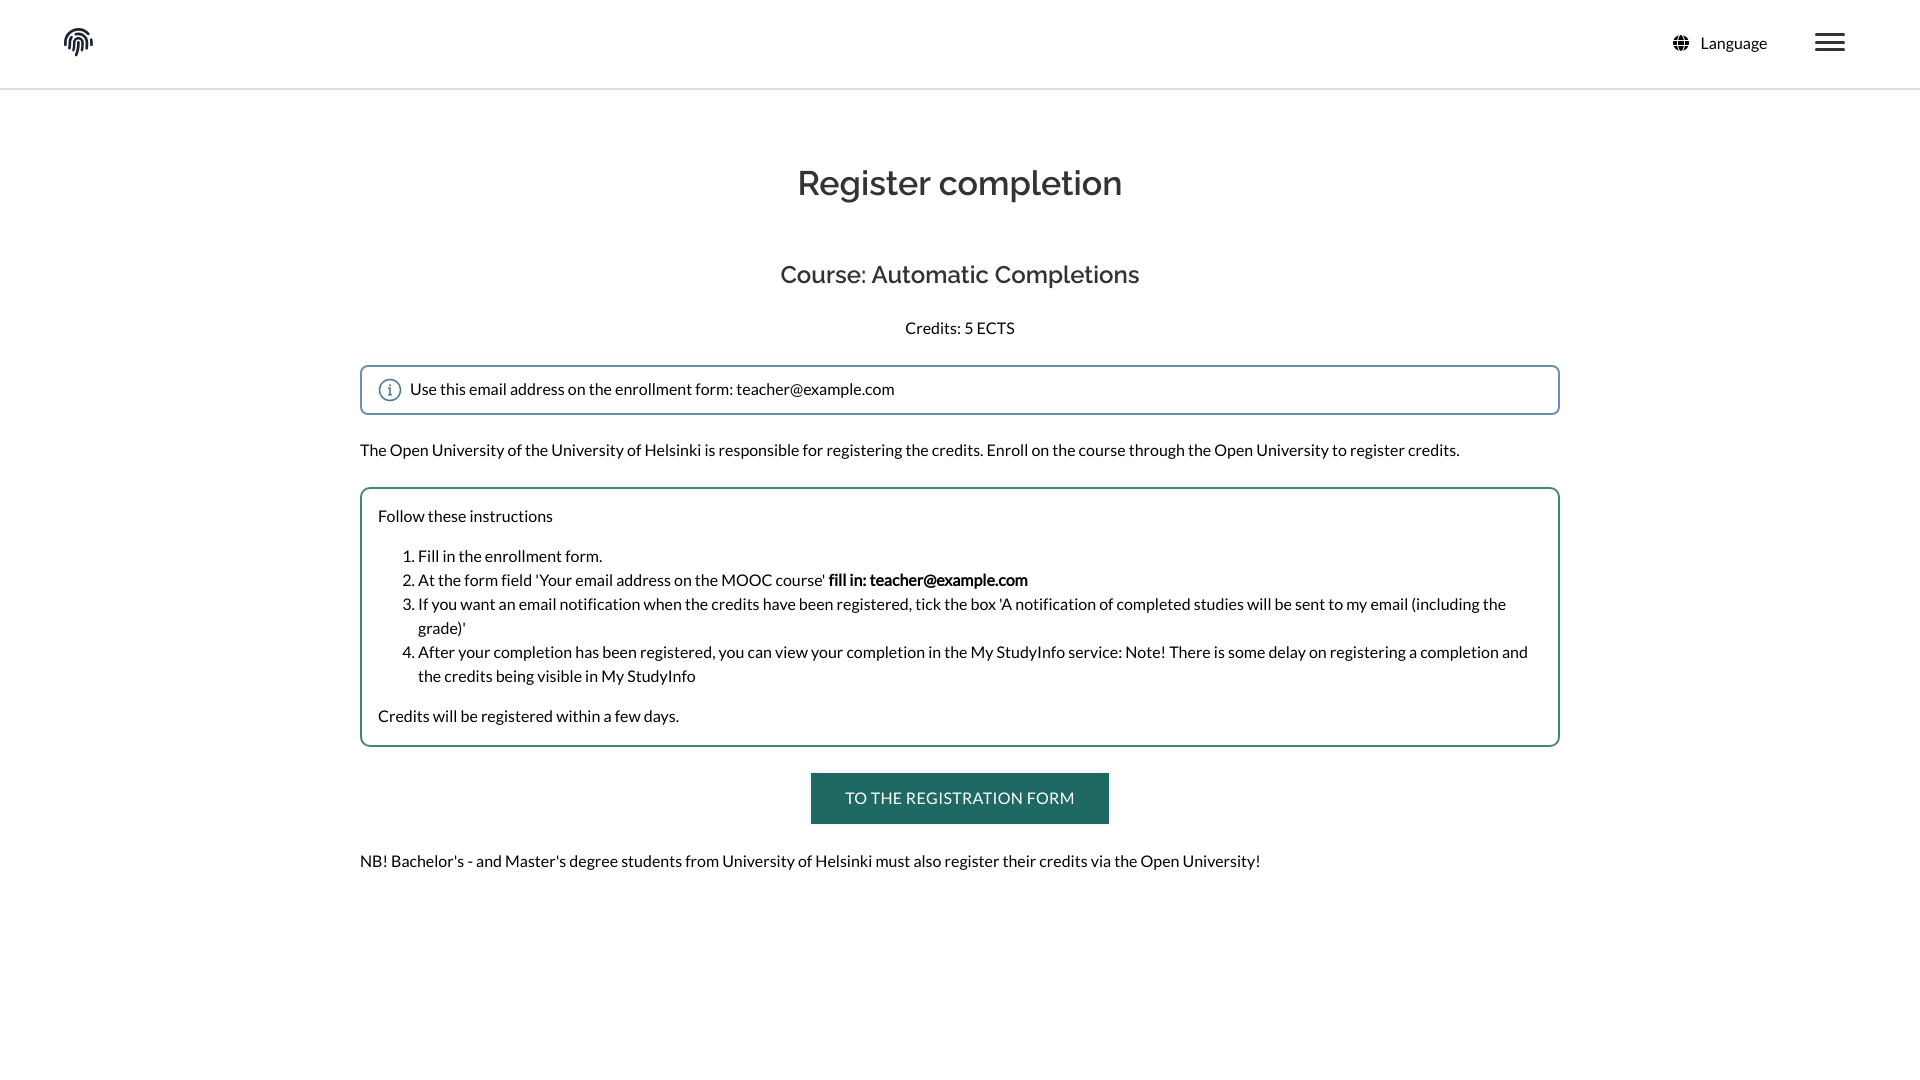 Language
Register completion
Course: Automatic Completions
Credits: 5 ECTS
Use this email address on the enrollment form: teacher@example.com
The Open University of the University of Helsinki is responsible for registering the credits. Enroll on the course through the Open University to register credits.
Follow these instructions
1. Fill in the enrollment form.
2. At the form field 'Your email address on the MOOC course' fill in: teacher@example.com
3. If you want an email notification when the credits have been registered, tick the box 'A notification of completed studies will be sent to my email (including the
grade)'
4. After your completion has been registered, you can view your completion in the My StudyInfo service: Note! There is some delay on registering a completion and
the credits being visible in My StudyInfo
Credits will be registered within a few days.
TO THE REGISTRATION FORM
NB! Bachelor's - and Master's degree students from University of Helsinki must also register their credits via the Open University!